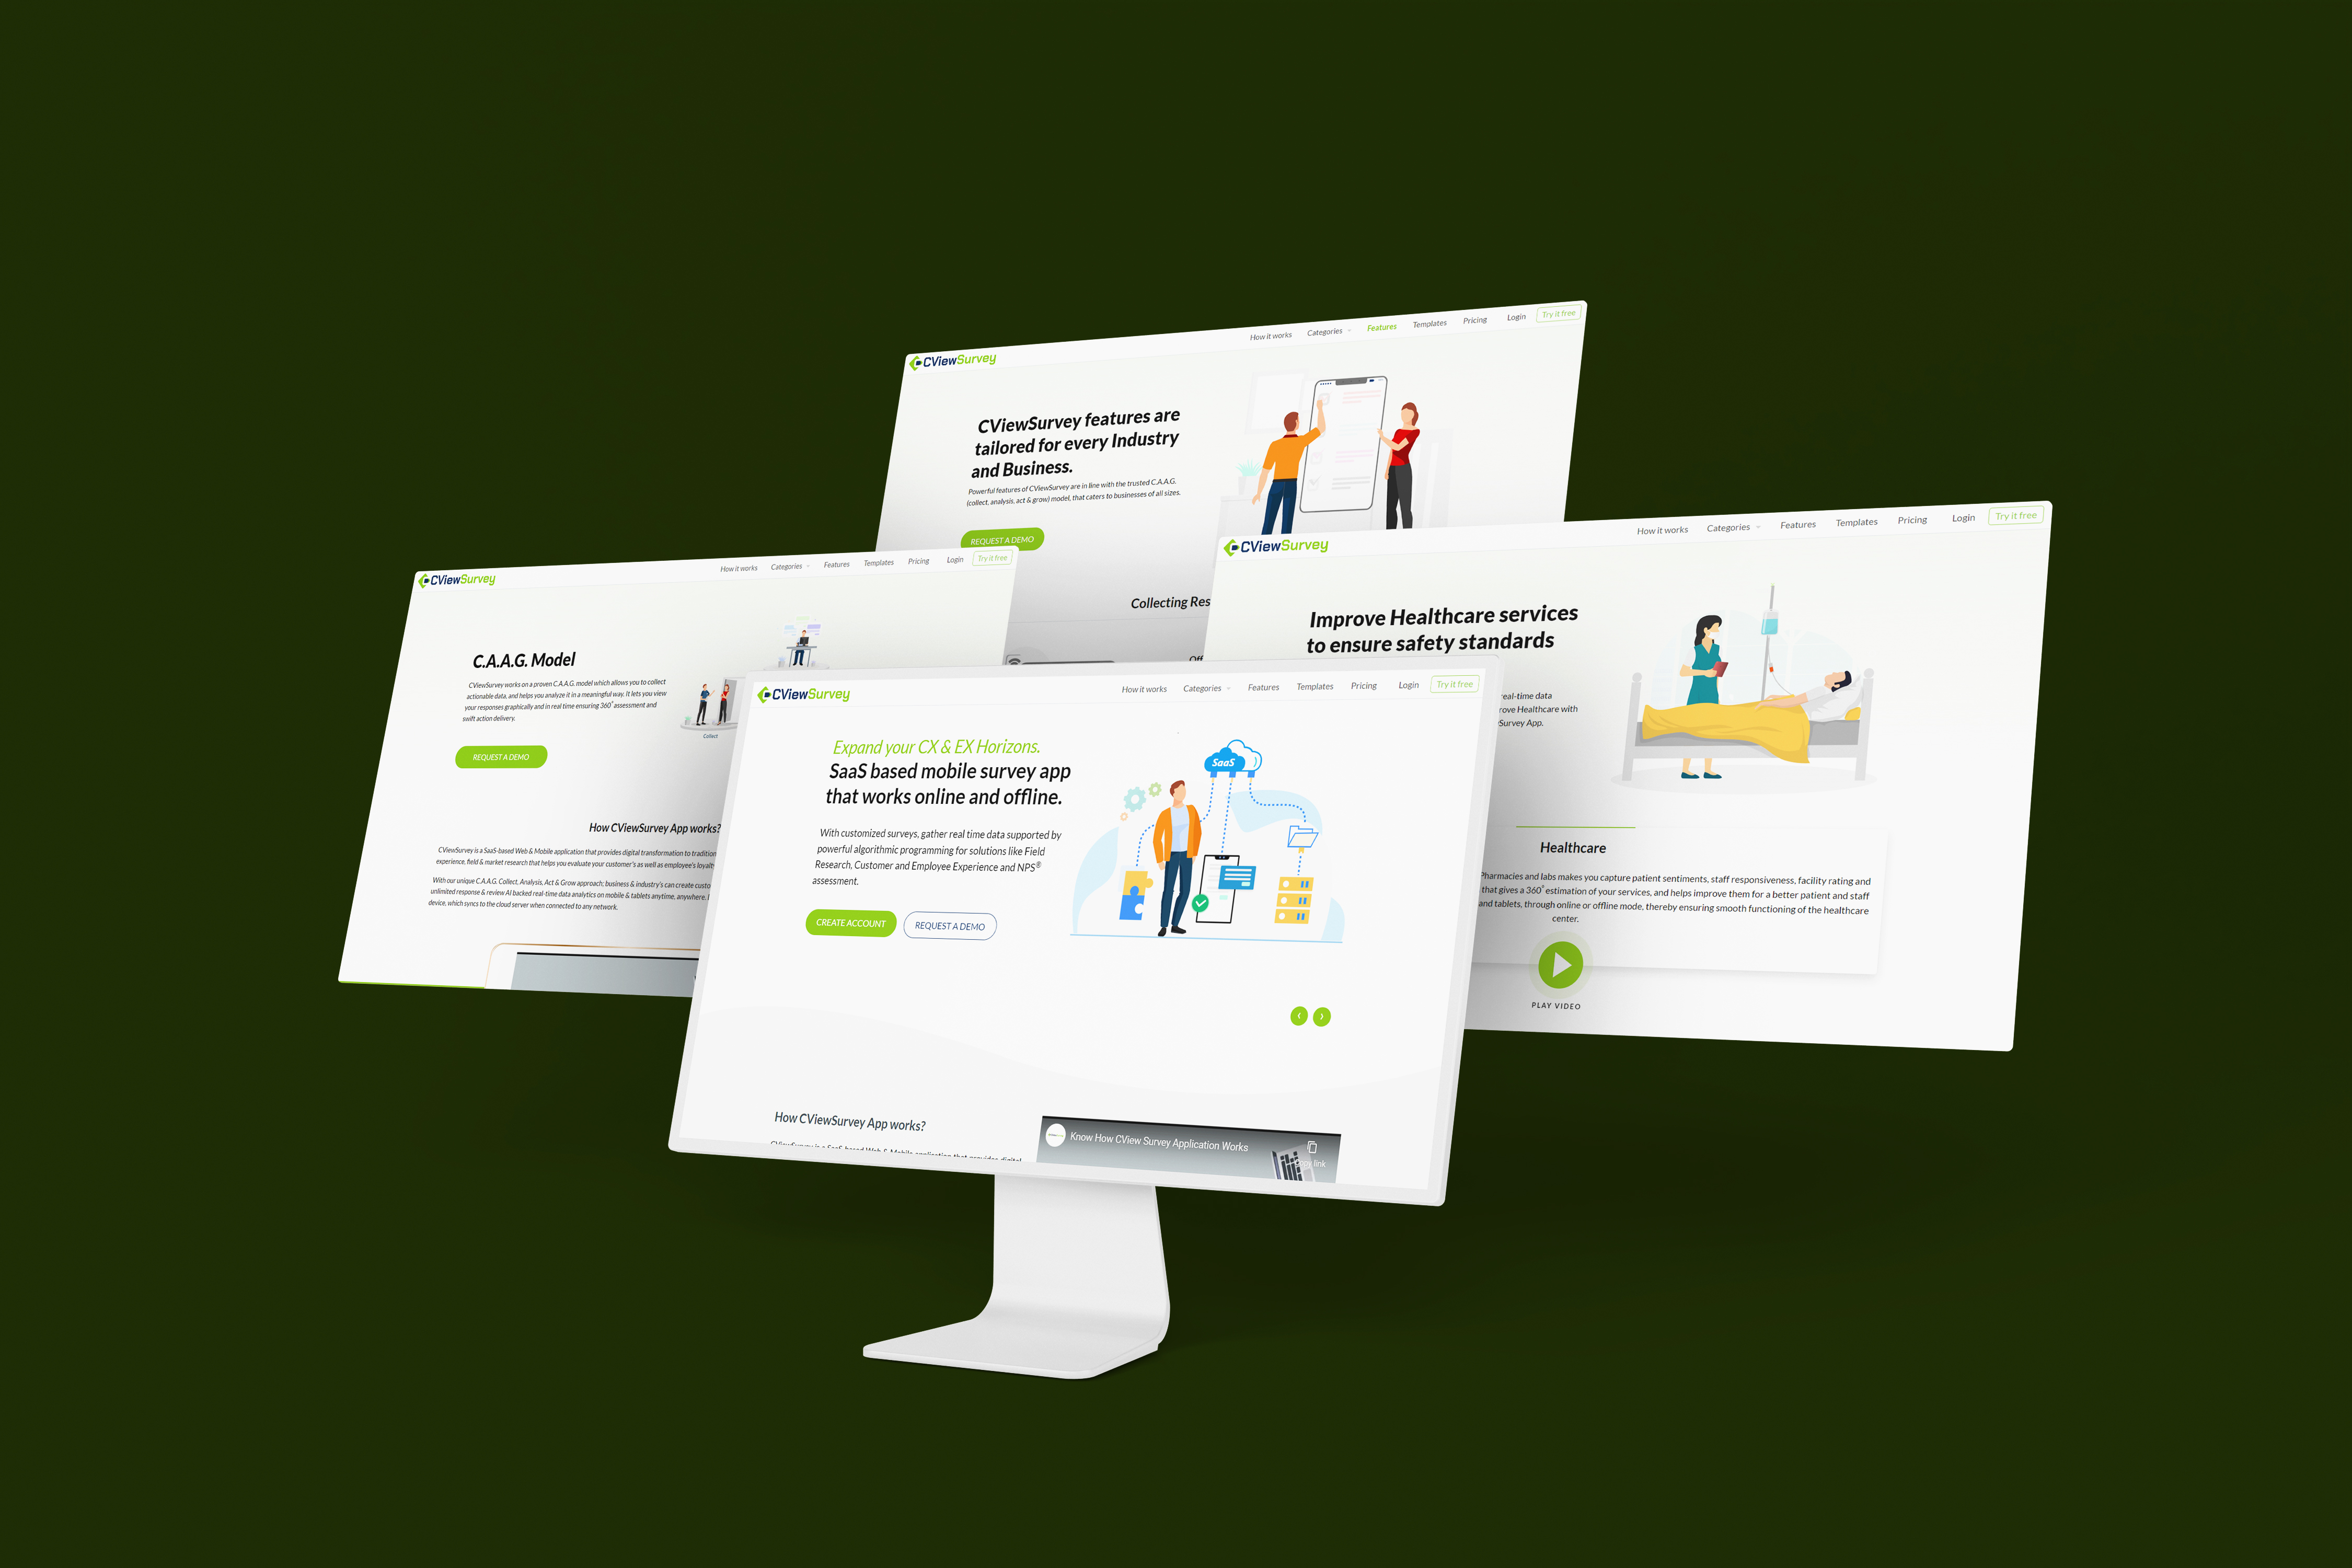 CViewSurvey
How it works
Categories
Features
Templates
Pricing
Login
Try it free
CViewSurvey features are
tailored for every Industry
and Business.
Powerful features of CViewSurvey are in line with the trusted C.A.A.G.
(collect, analysis, act & grow) model, that caters to businesses of all sizes.
REQUEST A DEMO
Collecting Res
Off
CViewSurvey
How it works
Categories
Features
Templates
Pricing
Login
Try it free
C.A.A.G. Model
CViewSurvey works on a proven C.A.A.G. model which allows you to collect
actionable data, and helps you analyze it in a meaningful way. It lets you view
your responses graphically and in real time ensuring 360° assessment and
swift action delivery.
REQUEST A DEMO
Collect
How CViewSurvey App works?
CViewSurvey is a SaaS-based Web & Mobile application that provides digital transformation to tradition
experience, field & market research that helps you evaluate your customer's as well as employee's loyalt
With our unique C.A.A.G. Collect, Analysis, Act & Grow approach; business & industry's can create custo
unlimited response & review AI backed real-time data analytics on mobile & tablets anytime, anywhere.
device, which syncs to the cloud server when connected to any network.
CViewSurvey
How it works
Categories
Features
Templates
Pricing
Login
Try it free
Improve Healthcare services
to ensure safety standards
real-time data
rove Healthcare with
Survey App.
Healthcare
Pharmacies and labs makes you capture patient sentiments, staff responsiveness, facility rating and
that gives a 360° estimation of your services, and helps improve them for a better patient and staff
and tablets, through online or offline mode, thereby ensuring smooth functioning of the healthcare
center.
PLAY VIDEO
CViewSurvey
How it works
Categories
Features
Templates
Pricing
Login
Try it free
Expand your CX & EX Horizons.
SaaS based mobile survey app
that works online and offline.
With customized surveys, gather real time data supported by
powerful algorithmic programming for solutions like Field
Research, Customer and Employee Experience and NPS®
assessment.
CREATE ACCOUNT
REQUEST A DEMO
SaaS
How CViewSurvey App works?
CViewSurvey is a SaaS-based Web & Mobile application that provides digital
Know How CView Survey Application Works
Copy link